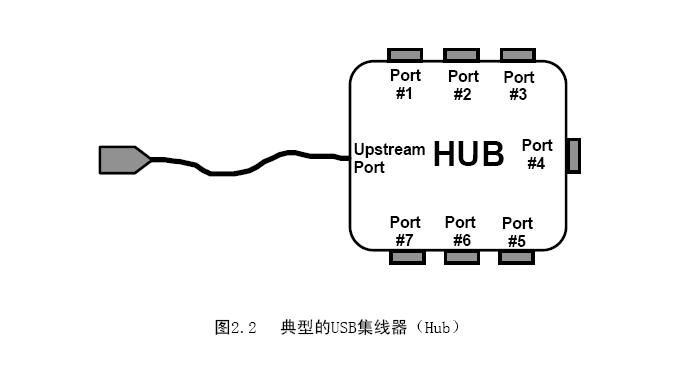 Port
#1
Port
#2
Port
#3
Upstream
Port
HUB
Port
#4
Port
#7
Port
#6
Port
#5
图2.2 典型的USB集线器（Hub）